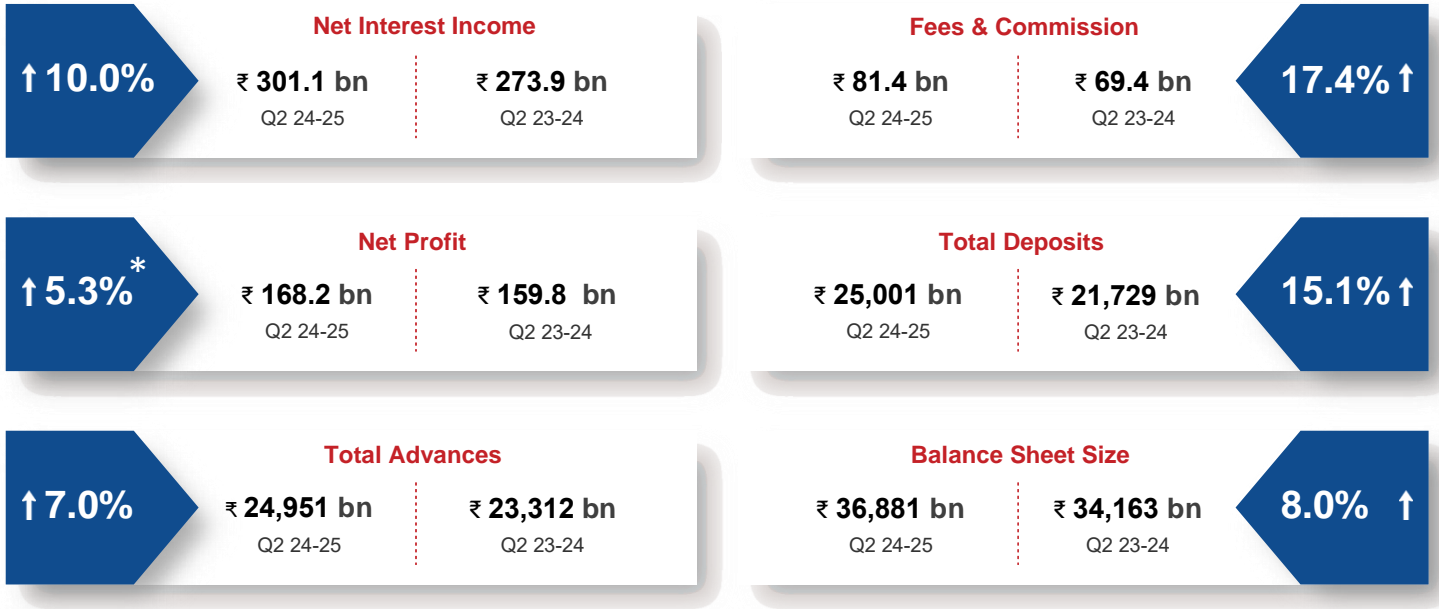 Net Interest Income
↑ 10.0%
₹ 301.1 bn
₹ 273.9 bn
Q2 24-25
Q2 23-24
Fees & Commission
₹ 81.4 bn
₹ 69.4 bn
17.4% ↑
Q2 24-25
Q2 23-24
Net Profit
↑ 5.3%*
₹ 168.2 bn
₹ 159.8 bn
Q2 24-25
Q2 23-24
Total Deposits
₹ 25,001 bn
₹ 21,729 bn
15.1% ↑
Q2 24-25
Q2 23-24
Total Advances
↑ 7.0%
₹ 24,951 bn
₹ 23,312 bn
Q2 24-25
Q2 23-24
Balance Sheet Size
₹ 36,881 bn
₹ 34,163 bn
8.0% ↑
Q2 24-25
Q2 23-24